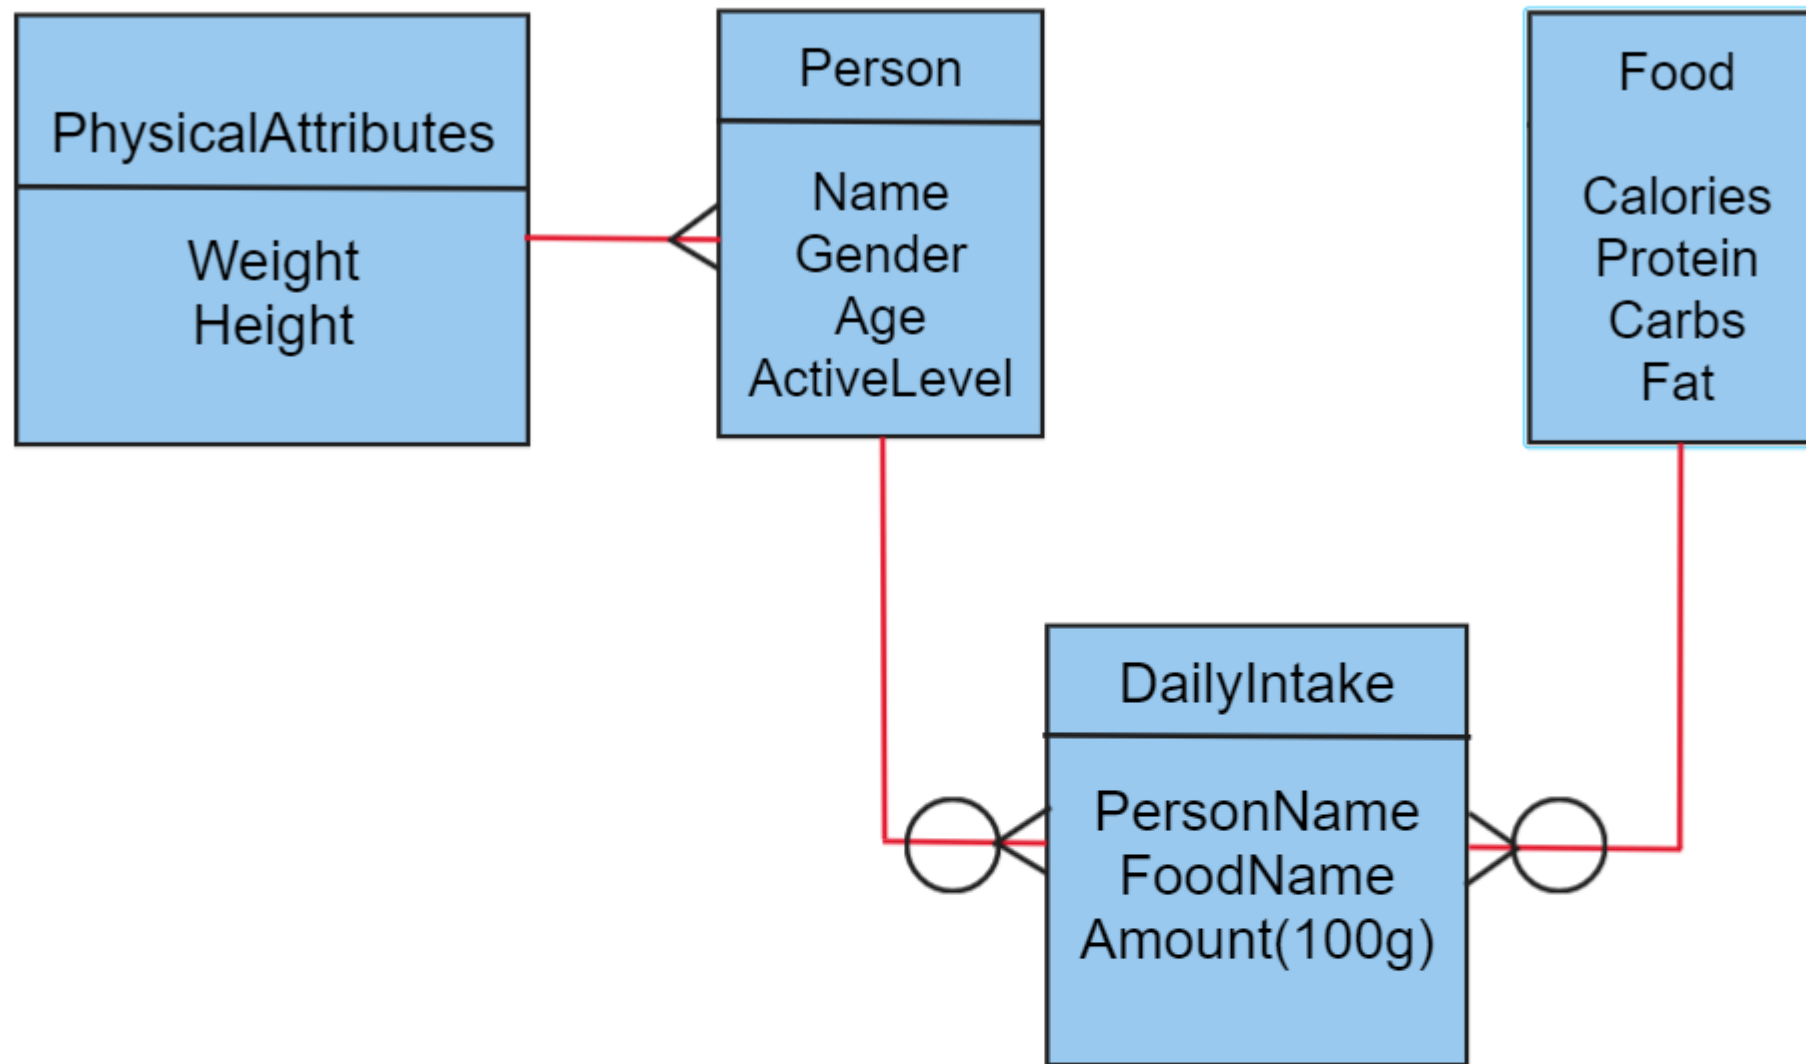 PhysicalAttributes
Weight
Height
Person
Name
Gender
Age
ActiveLevel
Food
Calories
Protein
Carbs
Fat
DailyIntake
PersonName
FoodName
Amount(100g)